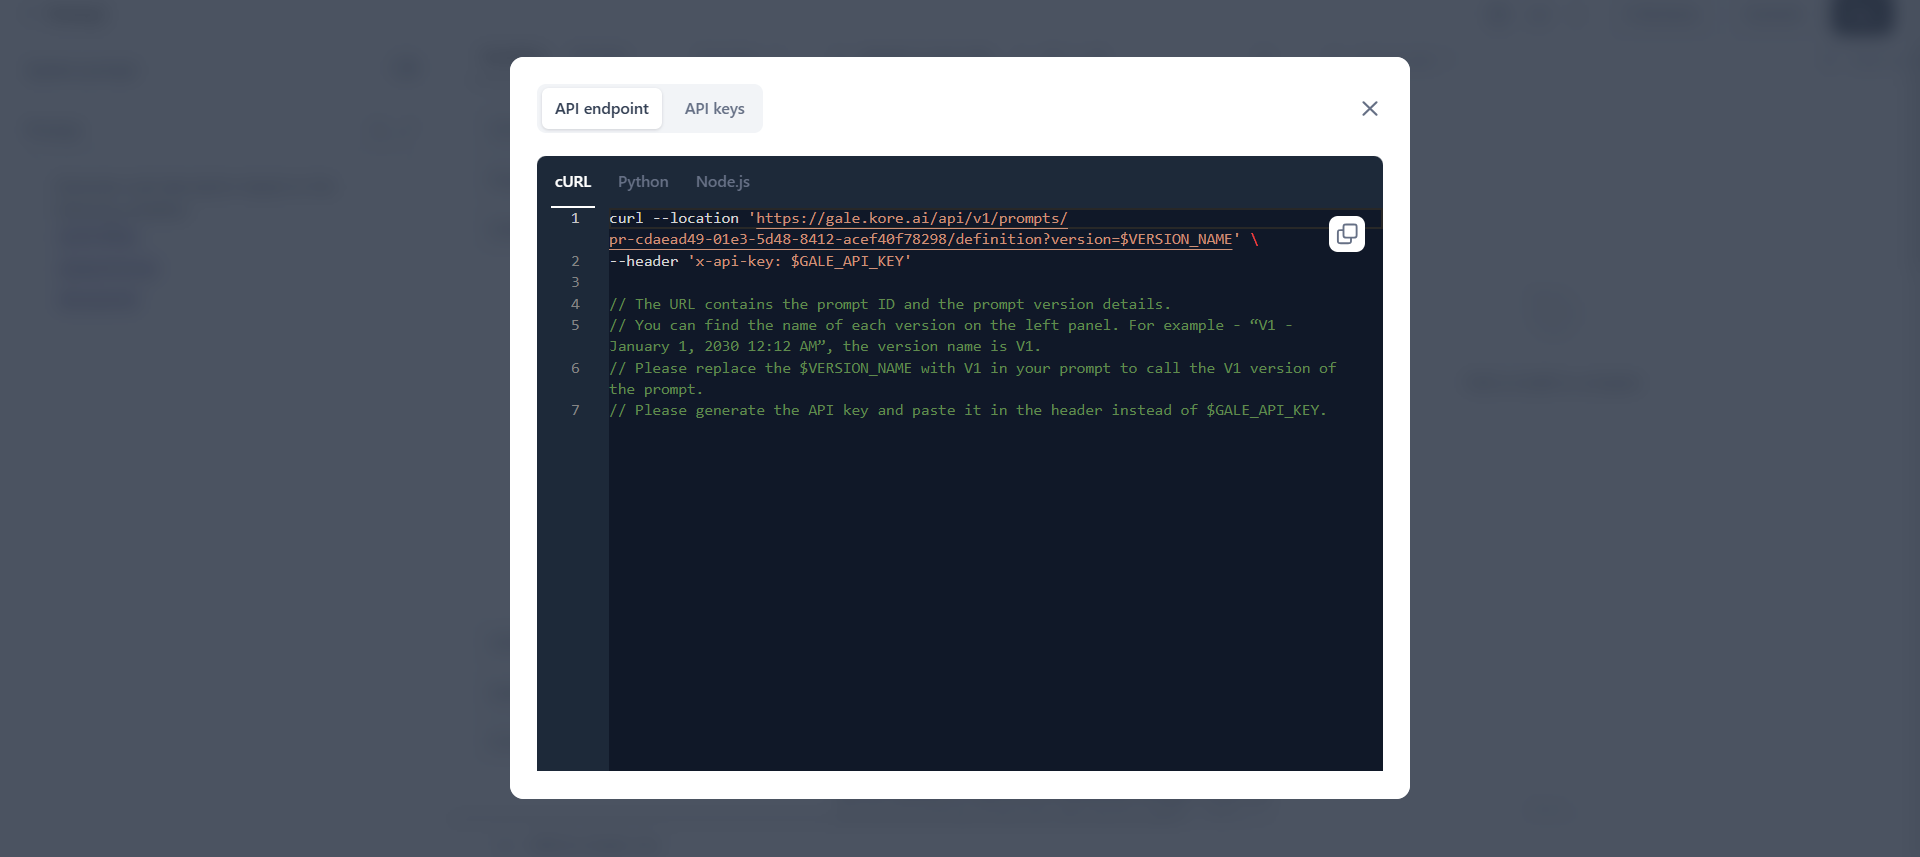 API endpoint API keys
cURL Python Node.js
1 curl --location 'https://gale.kore.ai/api/v1/prompts/
pr-cdaead49-01e3-5d48-8412-acef40f78298/definition?version=$VERSION_NAME' \
2 --header 'x-api-key: $GALE_API_KEY'
3
4 // The URL contains the prompt ID and the prompt version details.
5 // You can find the name of each version on the left panel. For example - “V1 -
January 1, 2030 12:12 AM”, the version name is V1.
6 // Please replace the $VERSION_NAME with V1 in your prompt to call the V1 version of
the prompt.
7 // Please generate the API key and paste it in the header instead of $GALE_API_KEY.